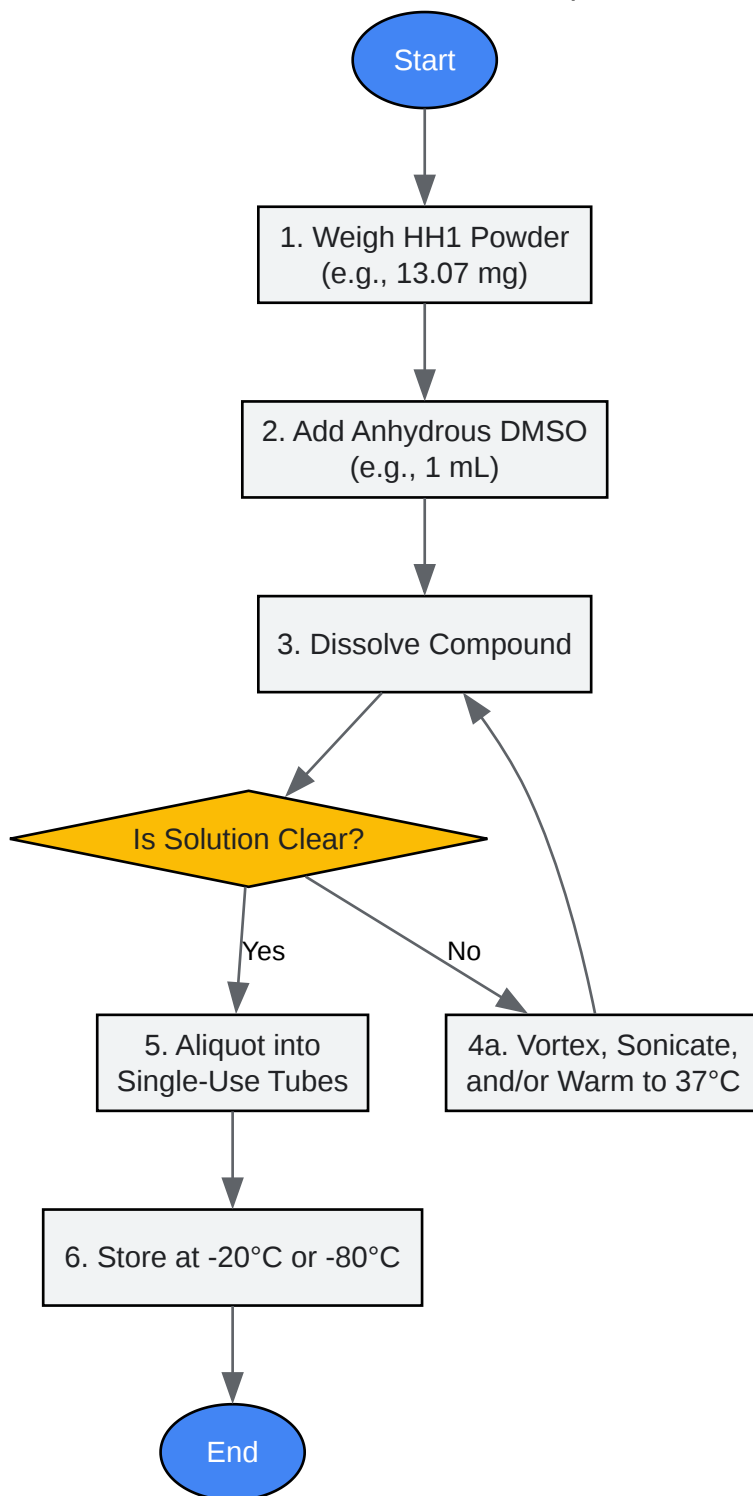 Start
1. Weigh HH1 Powder
(e.g., 13.07 mg)
2. Add Anhydrous DMSO
(e.g., 1 mL)
3. Dissolve Compound
Is Solution Clear?
Yes
No
5. Aliquot into
Single-Use Tubes
4a. Vortex, Sonicate,
and/or Warm to 37°C
6. Store at -20°C or -80°C
End